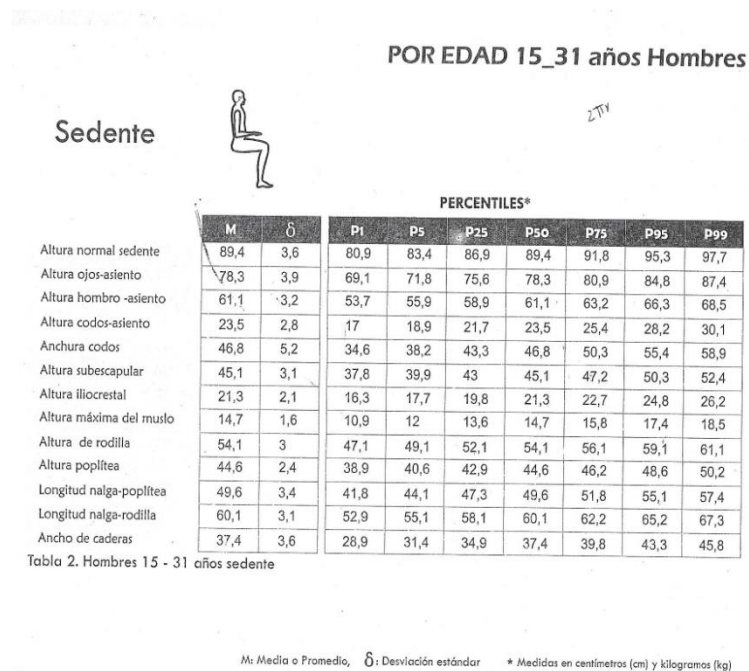 POR EDAD 15_31 años Hombres
2πr
Sedente
PERCENTILES*
M δ P1 P5 P25 P50 P75 P95 P99
Altura normal sedente 89,4 3,6 80,9 83,4 86,9 89,4 91,8 95,3 97,7
Altura ojos-asiento 78,3 3,9 69,1 71,8 75,6 78,3 80,9 84,8 87,4
Altura hombro -asiento 61,1 3,2 53,7 55,9 58,9 61,1 63,2 66,3 68,5
Altura codos-asiento 23,5 2,8 17 18,9 21,7 23,5 25,4 28,2 30,1
Anchura codos 46,8 5,2 34,6 38,2 43,3 46,8 50,3 55,4 58,9
Altura subescapular 45,1 3,1 37,8 39,9 43 45,1 47,2 50,3 52,4
Altura iliocrestal 21,3 2,1 16,3 17,7 19,8 21,3 22,7 24,8 26,2
Altura máxima del muslo 14,7 1,6 10,9 12 13,6 14,7 15,8 17,4 18,5
Altura de rodilla 54,1 3 47,1 49,1 52,1 54,1 56,1 59,1 61,1
Altura poplítea 44,6 2,4 38,9 40,6 42,9 44,6 46,2 48,6 50,2
Longitud nalga-poplítea 49,6 3,4 41,8 44,1 47,3 49,6 51,8 55,1 57,4
Longitud nalga-rodilla 60,1 3,1 52,9 55,1 58,1 60,1 62,2 65,2 67,3
Ancho de caderas 37,4 3,6 28,9 31,4 34,9 37,4 39,8 43,3 45,8
Tabla 2. Hombres 15 - 31 años sedente
M: Media o Promedio, δ: Desviación estándar * Medidas en centímetros (cm) y kilogramos (kg)